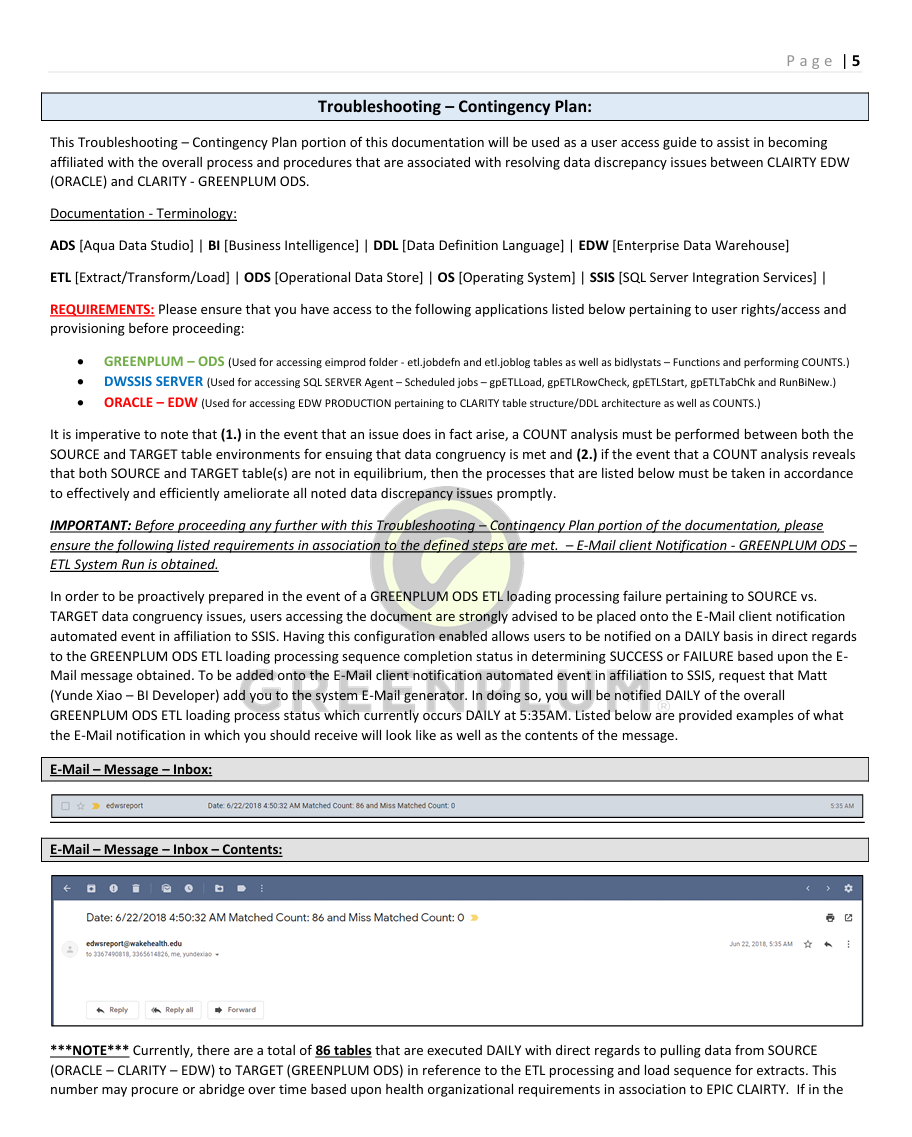 Page | 5
Troubleshooting – Contingency Plan:
This Troubleshooting – Contingency Plan portion of this documentation will be used as a user access guide to assist in becoming
affiliated with the overall process and procedures that are associated with resolving data discrepancy issues between CLAIRTY EDW
(ORACLE) and CLARITY - GREENPLUM ODS.
Documentation - Terminology:
ADS [Aqua Data Studio] | BI [Business Intelligence] | DDL [Data Definition Language] | EDW [Enterprise Data Warehouse]
ETL [Extract/Transform/Load] | ODS [Operational Data Store] | OS [Operating System] | SSIS [SQL Server Integration Services] |
REQUIREMENTS: Please ensure that you have access to the following applications listed below pertaining to user rights/access and
provisioning before proceeding:
• GREENPLUM – ODS (Used for accessing eimprod folder - etl.jobdefn and etl.joblog tables as well as bidlystats – Functions and performing COUNTS.)
• DWSSIS SERVER (Used for accessing SQL SERVER Agent – Scheduled jobs – gpETLLoad, gpETLRowCheck, gpETLStart, gpETLTabChk and RunBiNew.)
• ORACLE – EDW (Used for accessing EDW PRODUCTION pertaining to CLARITY table structure/DDL architecture as well as COUNTS.)
It is imperative to note that (1.) in the event that an issue does in fact arise, a COUNT analysis must be performed between both the
SOURCE and TARGET table environments for ensuing that data congruency is met and (2.) if the event that a COUNT analysis reveals
that both SOURCE and TARGET table(s) are not in equilibrium, then the processes that are listed below must be taken in accordance
to effectively and efficiently ameliorate all noted data discrepancy issues promptly.
IMPORTANT: Before proceeding any further with this Troubleshooting – Contingency Plan portion of the documentation, please
ensure the following listed requirements in association to the defined steps are met.  – E-Mail client Notification - GREENPLUM ODS –
ETL System Run is obtained.
In order to be proactively prepared in the event of a GREENPLUM ODS ETL loading processing failure pertaining to SOURCE vs.
TARGET data congruency issues, users accessing the document are strongly advised to be placed onto the E-Mail client notification
automated event in affiliation to SSIS. Having this configuration enabled allows users to be notified on a DAILY basis in direct regards
to the GREENPLUM ODS ETL loading processing sequence completion status in determining SUCCESS or FAILURE based upon the E-
Mail message obtained. To be added onto the E-Mail client notification automated event in affiliation to SSIS, request that Matt
(Yunde Xiao – BI Developer) add you to the system E-Mail generator. In doing so, you will be notified DAILY of the overall
GREENPLUM ODS ETL loading process status which currently occurs DAILY at 5:35AM. Listed below are provided examples of what
the E-Mail notification in which you should receive will look like as well as the contents of the message.
GREENPLUM®
E-Mail – Message – Inbox:
edwsreport Date: 6/22/2018 4:50:32 AM Matched Count: 86 and Miss Matched Count: 0 5:35 AM
E-Mail – Message – Inbox – Contents:
Date: 6/22/2018 4:50:32 AM Matched Count: 86 and Miss Matched Count: 0
edwsreport@wakehealth.edu Jun 22, 2018, 5:35 AM
to 3367490818, 3365614826, me, yundexiao
Reply Reply all Forward
***NOTE*** Currently, there are a total of 86 tables that are executed DAILY with direct regards to pulling data from SOURCE
(ORACLE – CLARITY – EDW) to TARGET (GREENPLUM ODS) in reference to the ETL processing and load sequence for extracts. This
number may procure or abridge over time based upon health organizational requirements in association to EPIC CLAIRTY.  If in the